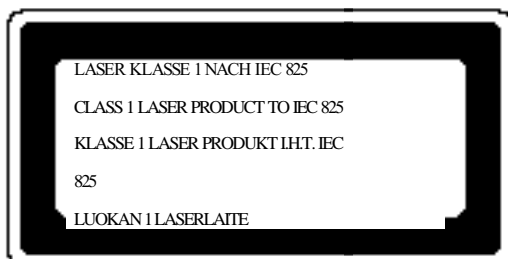 LASER KLASSE 1 NACH IEC 825
CLASS 1 LASER PRODUCT TO IEC 825
KLASSE 1 LASER PRODUKT I.H.T. IEC
825
LUOKAN 1 LASERLAITE